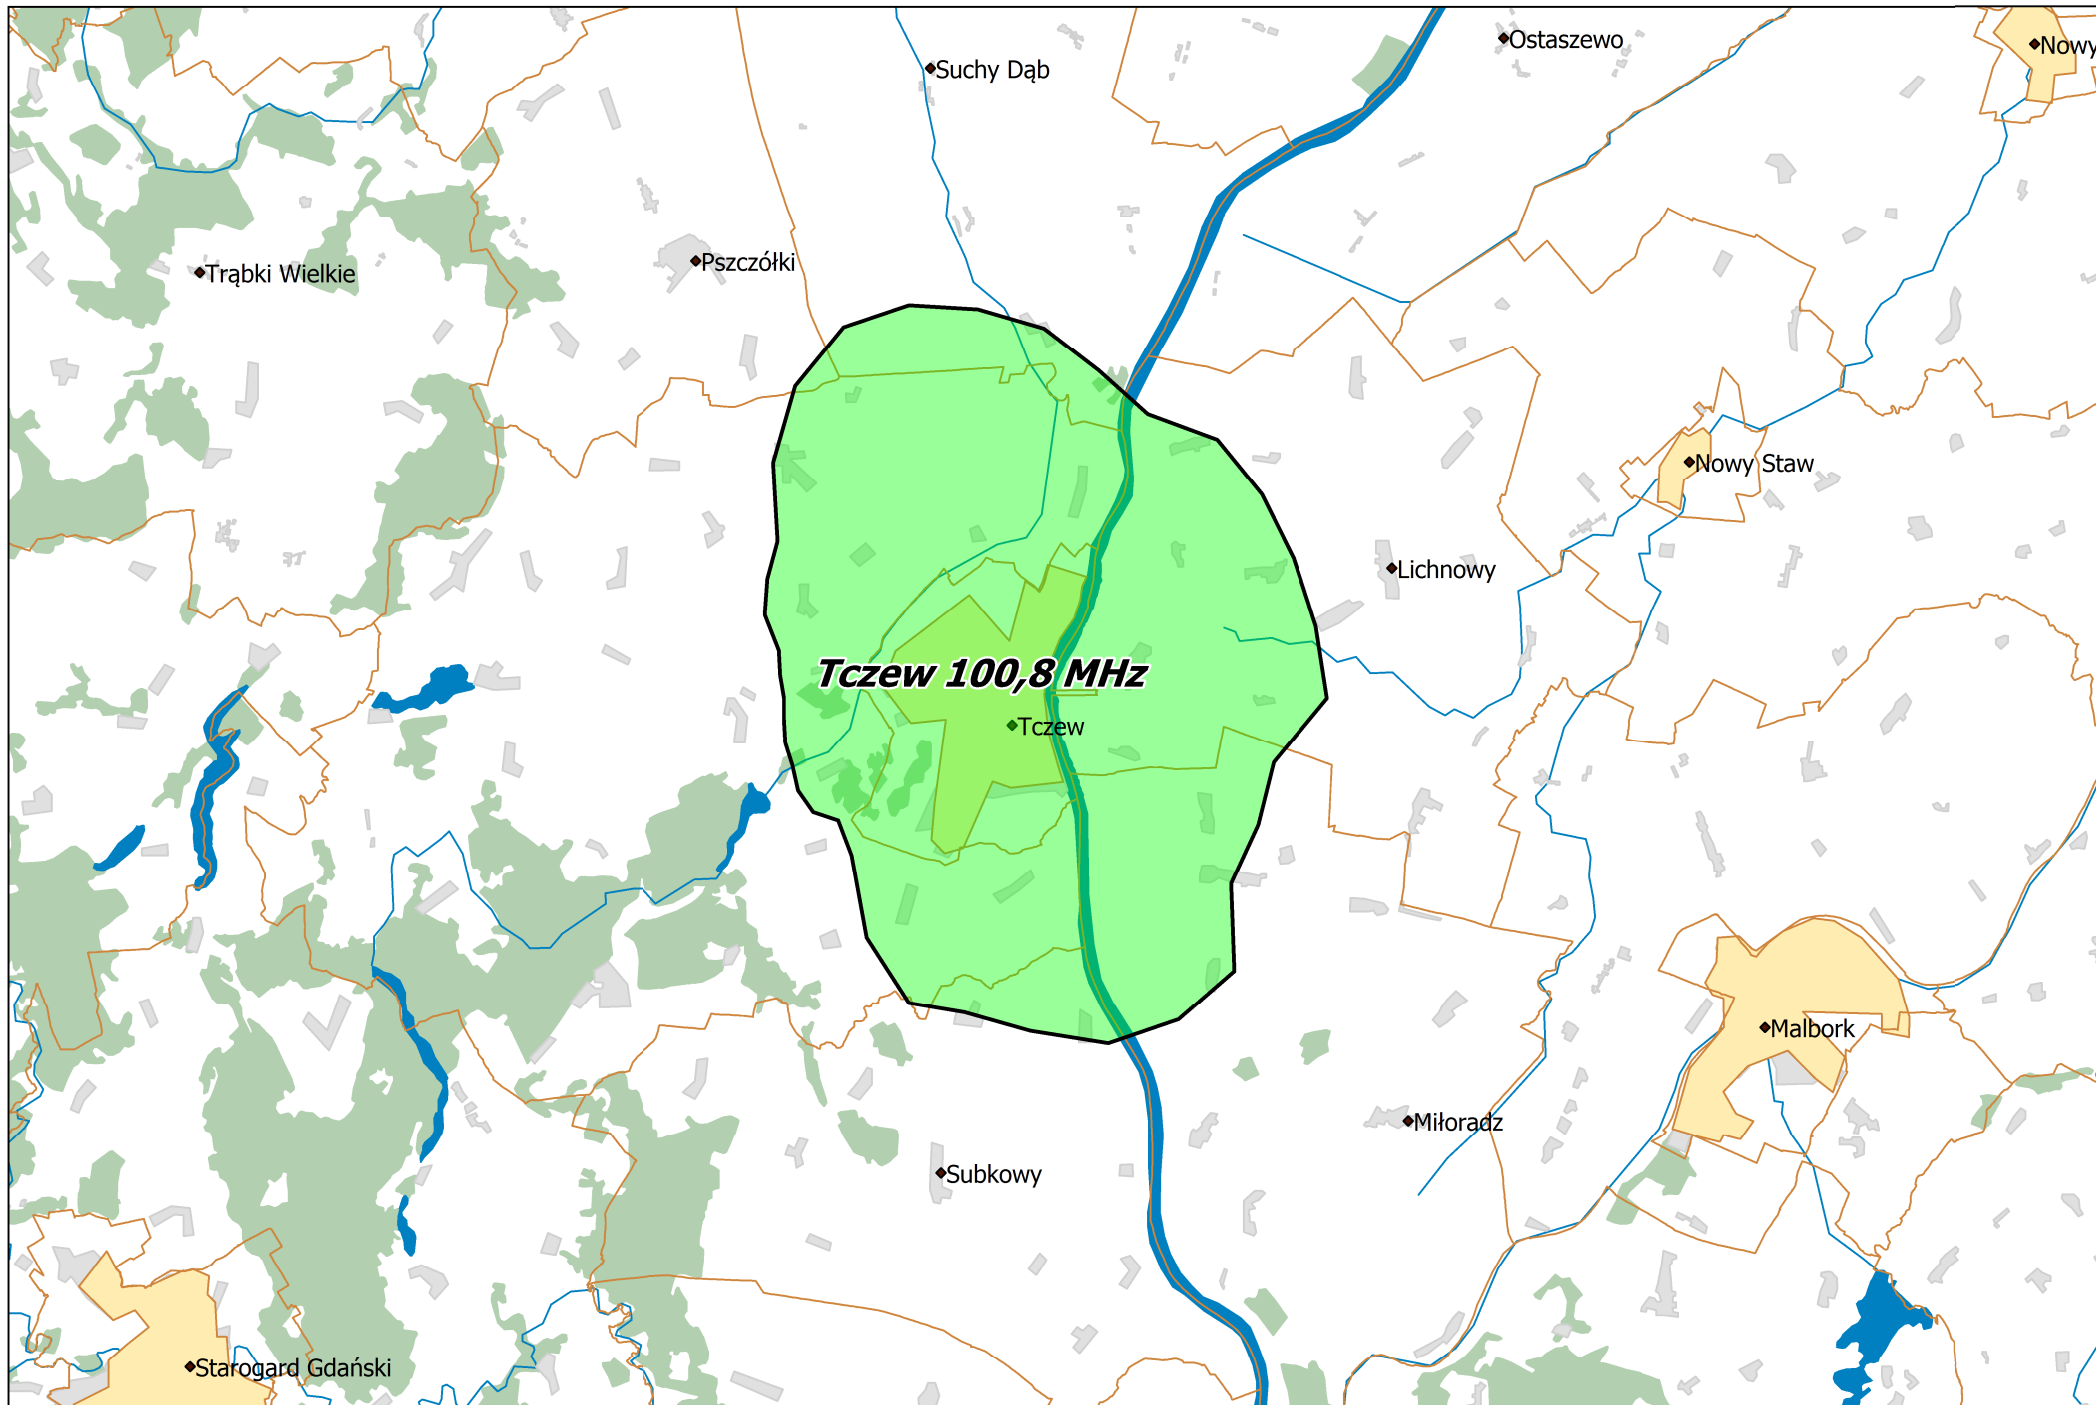 Ostaszewo
Nowy
Suchy Dąb
Pszczółki
Trąbki Wielkie
Nowy Staw
Lichnowy
Tczew 100,8 MHz
Tczew
Malbork
Miłoradz
Subkowy
Starogard Gdański